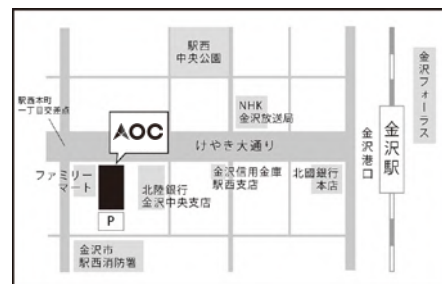 駅西
中央公園
金沢フォーラス
駅西本町
一丁目交差点
AOC
NHK
金沢放送局
けやき大通り
金沢港口
金沢駅
ファミリー
マート
北陸銀行
金沢中央支店
金沢信用金庫
駅西支店
北國銀行
本店
P
金沢市
駅西消防署